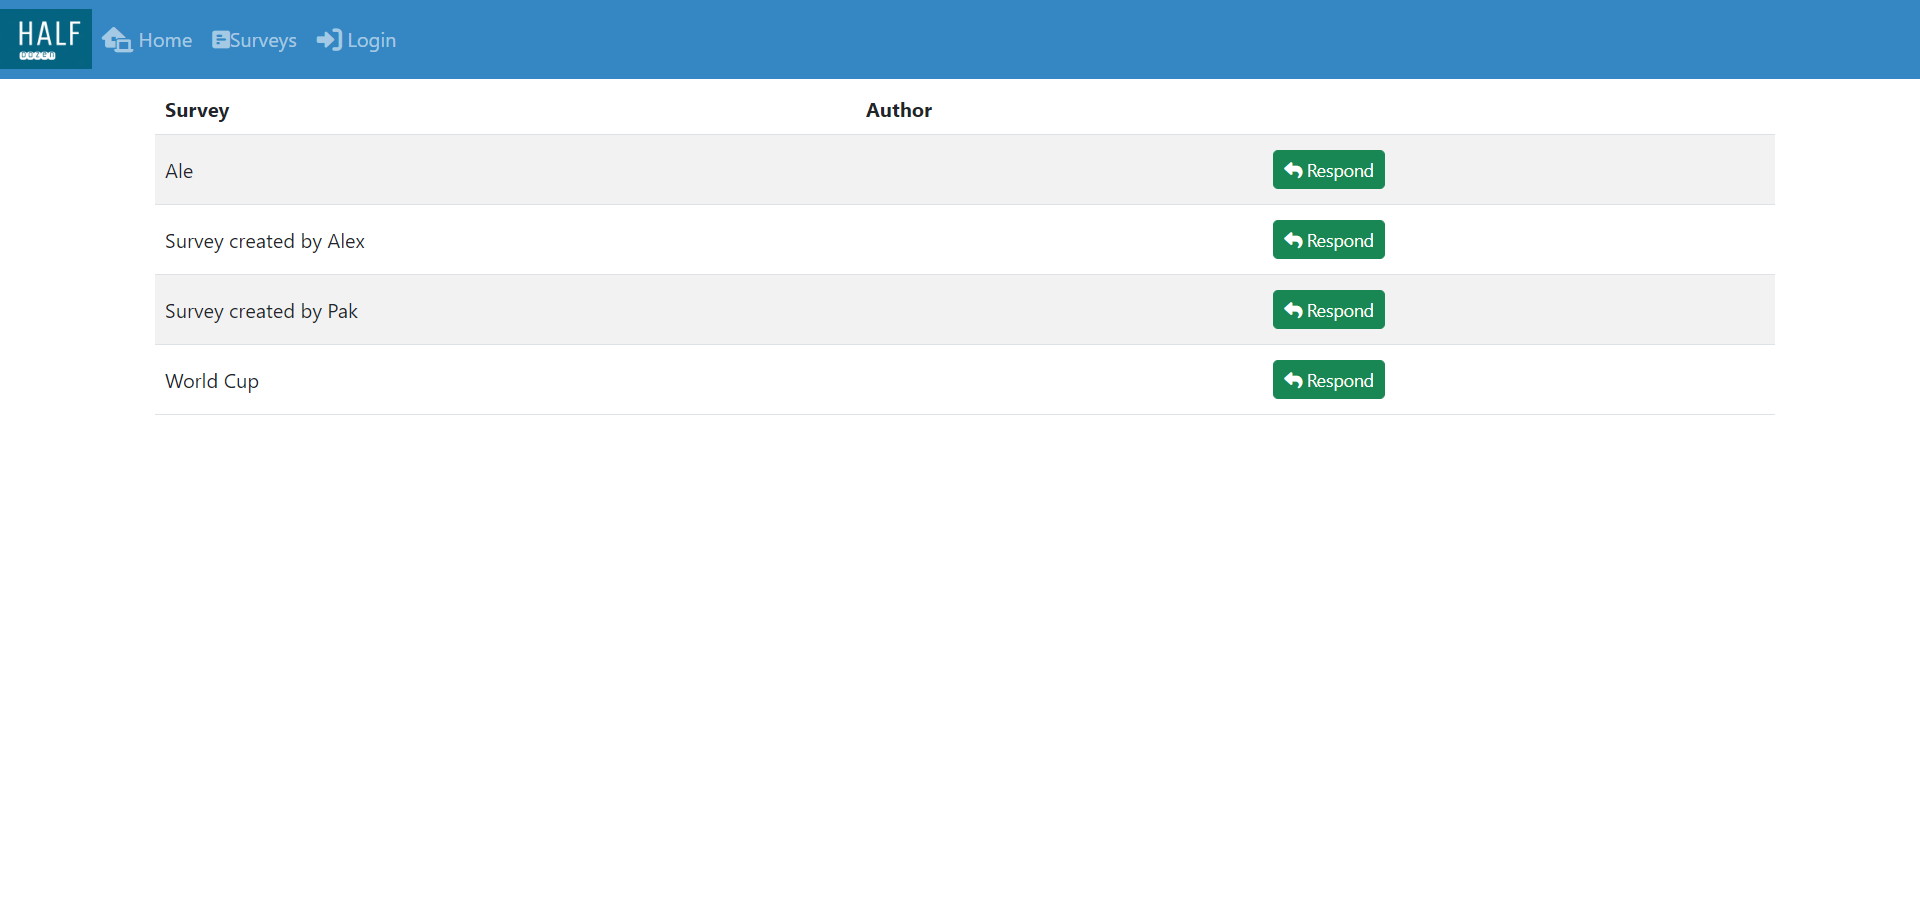 HALF
DOZEN
Home Surveys Login
Survey Author
Ale Respond
Survey created by Alex Respond
Survey created by Pak Respond
World Cup Respond